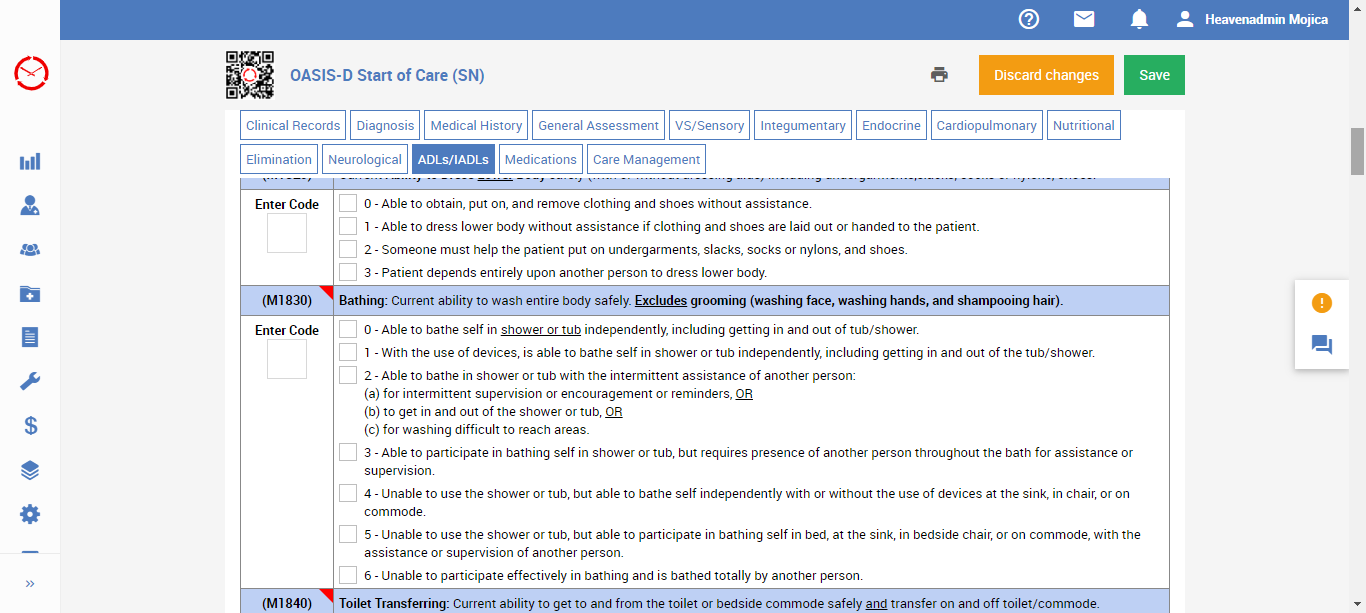 Heavenadmin Mojica
OASIS-D Start of Care (SN)
Discard changes
Save
Clinical Records
Diagnosis
Medical History
General Assessment
VS/Sensory
Integumentary
Endocrine
Cardiopulmonary
Nutritional
Elimination
Neurological
ADLs/IADLs
Medications
Care Management
Enter Code
0 - Able to obtain, put on, and remove clothing and shoes without assistance.
1 - Able to dress lower body without assistance if clothing and shoes are laid out or handed to the patient.
2 - Someone must help the patient put on undergarments, slacks, socks or nylons, and shoes.
3 - Patient depends entirely upon another person to dress lower body.
(M1830)
Bathing: Current ability to wash entire body safely. Excludes grooming (washing face, washing hands, and shampooing hair).
Enter Code
0 - Able to bathe self in shower or tub independently, including getting in and out of tub/shower.
1 - With the use of devices, is able to bathe self in shower or tub independently, including getting in and out of the tub/shower.
2 - Able to bathe in shower or tub with the intermittent assistance of another person:
(a) for intermittent supervision or encouragement or reminders, OR
(b) to get in and out of the shower or tub, OR
(c) for washing difficult to reach areas.
3 - Able to participate in bathing self in shower or tub, but requires presence of another person throughout the bath for assistance or
supervision.
4 - Unable to use the shower or tub, but able to bathe self independently with or without the use of devices at the sink, in chair, or on
commode.
5 - Unable to use the shower or tub, but able to participate in bathing self in bed, at the sink, in bedside chair, or on commode, with the
assistance or supervision of another person.
6 - Unable to participate effectively in bathing and is bathed totally by another person.
(M1840)
Toilet Transferring: Current ability to get to and from the toilet or bedside commode safely and transfer on and off toilet/commode.